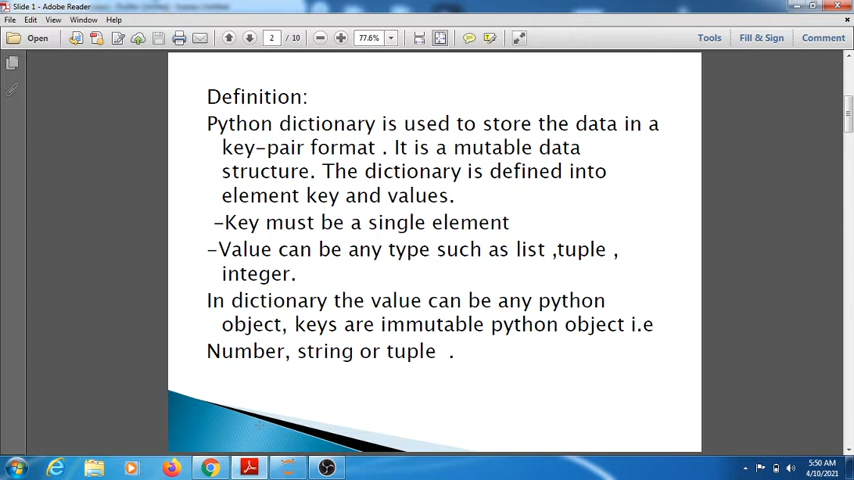 Slide 1 - Adobe Reader
File Edit View Window Help
Open 2 / 10 77.6% Tools Fill & Sign Comment
Definition:
Python dictionary is used to store the data in a
key-pair format . It is a mutable data
structure. The dictionary is defined into
element key and values.
-Key must be a single element
-Value can be any type such as list ,tuple ,
integer.
In dictionary the value can be any python
object, keys are immutable python object i.e
Number, string or tuple .
5:50 AM
4/10/2021